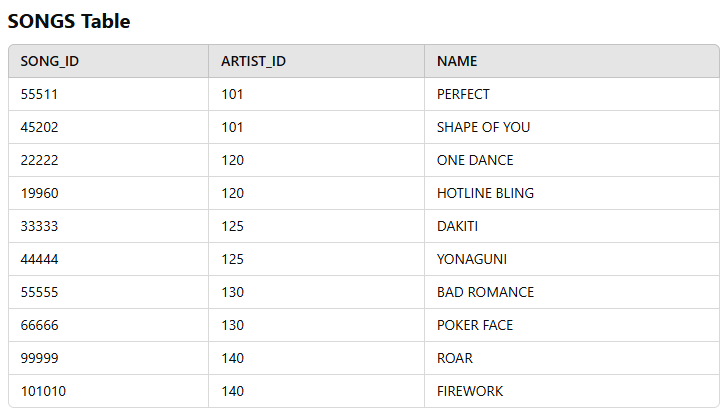 SONGS Table
SONG_ID ARTIST_ID NAME
55511 101 PERFECT
45202 101 SHAPE OF YOU
22222 120 ONE DANCE
19960 120 HOTLINE BLING
33333 125 DAKITI
44444 125 YONAGUNI
55555 130 BAD ROMANCE
66666 130 POKER FACE
99999 140 ROAR
101010 140 FIREWORK